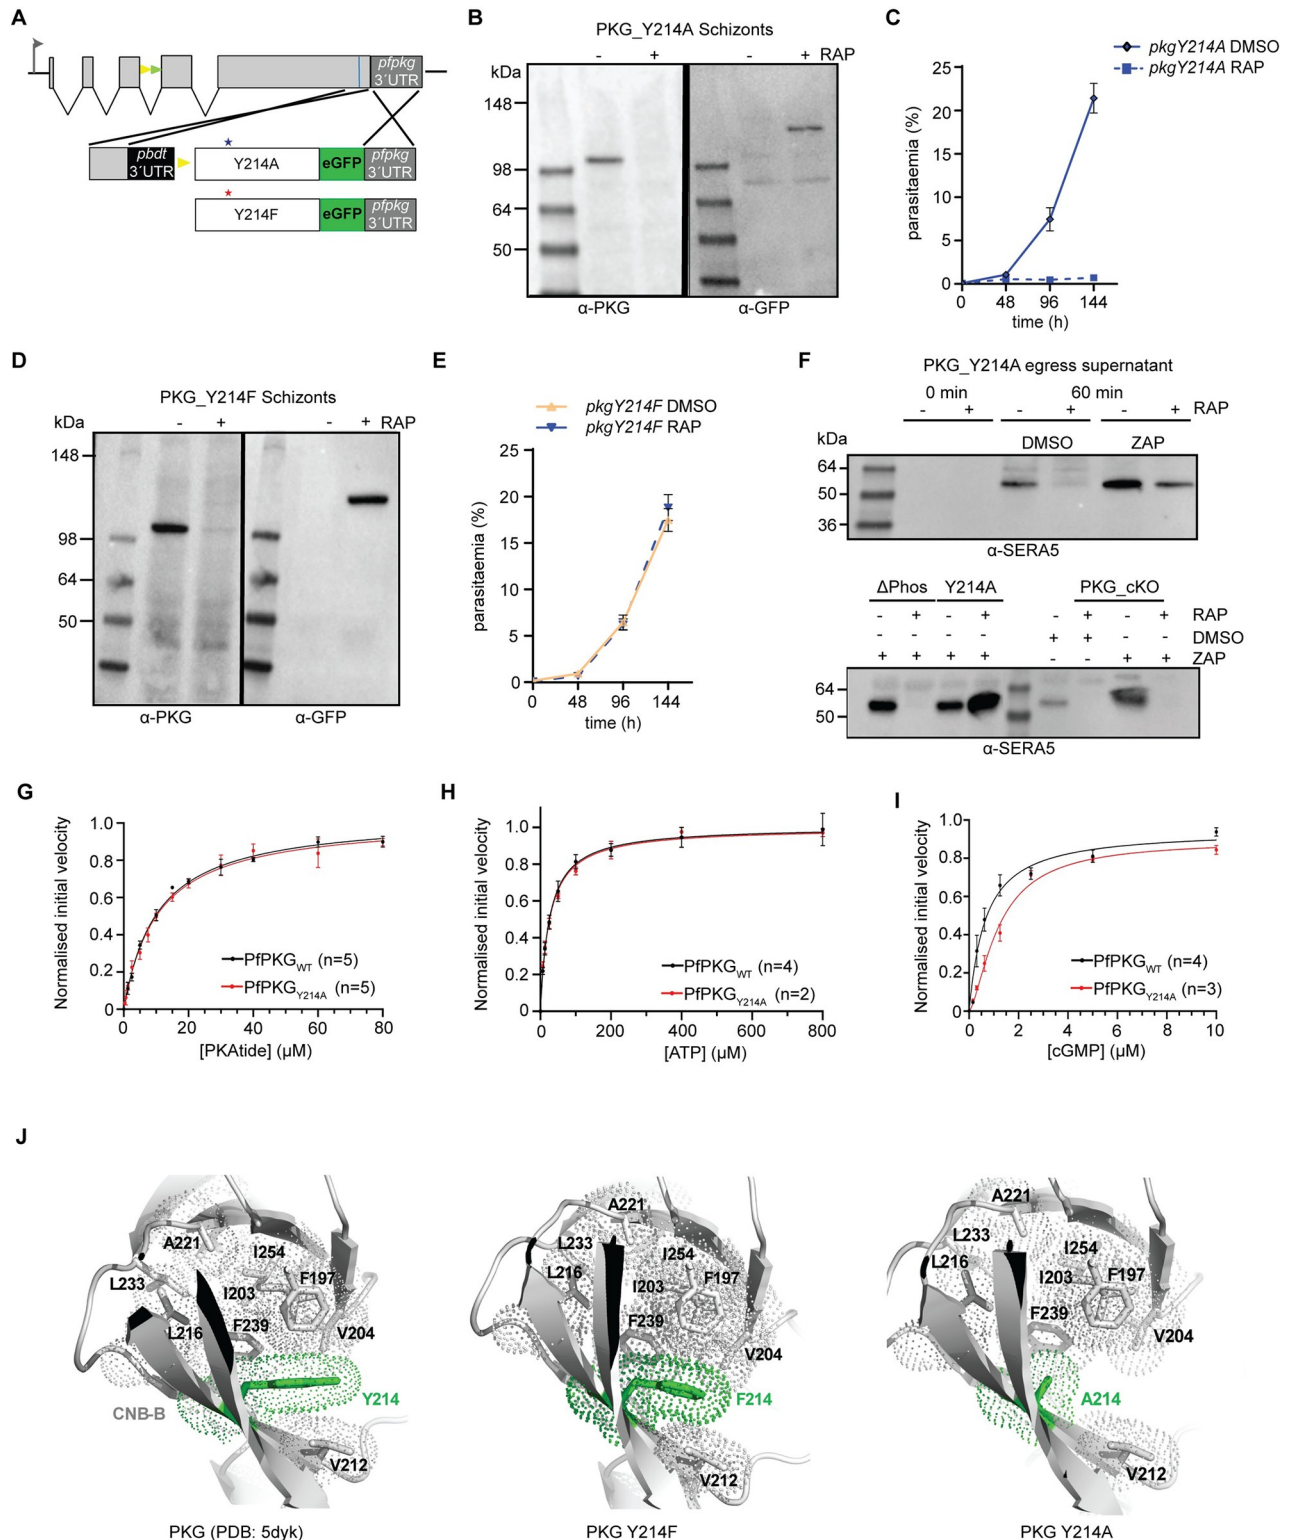 A
pfpkg
3´UTR
pbdt
3´UTR
Y214A
eGFP
pfpkg
3´UTR
Y214F
eGFP
pfpkg
3´UTR
B
PKG_Y214A Schizonts
- + - + RAP
kDa
148
98
64
50
α-PKG α-GFP
C
pkgY214A DMSO
pkgY214A RAP
parasitaemia (%)
25
20
15
10
5
0
0 48 96 144
time (h)
D
PKG_Y214F Schizonts
kDa - + - + RAP
148
98
64
50
α-PKG α-GFP
E
pkgY214F DMSO
pkgY214F RAP
parasitaemia (%)
25
20
15
10
5
0
0 48 96 144
time (h)
F
PKG_Y214A egress supernatant
0 min 60 min
- + - + - + RAP
kDa DMSO ZAP
64
50
36
α-SERA5
ΔPhos Y214A PKG_cKO
- + - + - + - + RAP
- - - - + + - - DMSO
+ + + + - - + + ZAP
64
50
α-SERA5
G
Normalised initial velocity
1.0
0.8
0.6
0.4
0.2
0
0 20 40 60 80
[PKAtide] (µM)
PfPKGWT (n=5)
PfPKGY214A (n=5)
H
Normalised initial velocity
1.0
0.8
0.6
0.4
0.2
0
0 200 400 600 800
[ATP] (µM)
PfPKGWT (n=4)
PfPKGY214A (n=2)
I
Normalised initial velocity
1.0
0.8
0.6
0.4
0.2
0
0 2 4 6 8 10
[cGMP] (µM)
PfPKGWT (n=4)
PfPKGY214A (n=3)
J
A221
I254
L233
I203
F197
L216
F239
V204
Y214
CNB-B
V212
PKG (PDB: 5dyk)
A221
L233
I254
L216
I203
F197
F239
V204
F214
V212
PKG Y214F
A221
L233
I254
L216
I203
F197
F239
V204
A214
V212
PKG Y214A